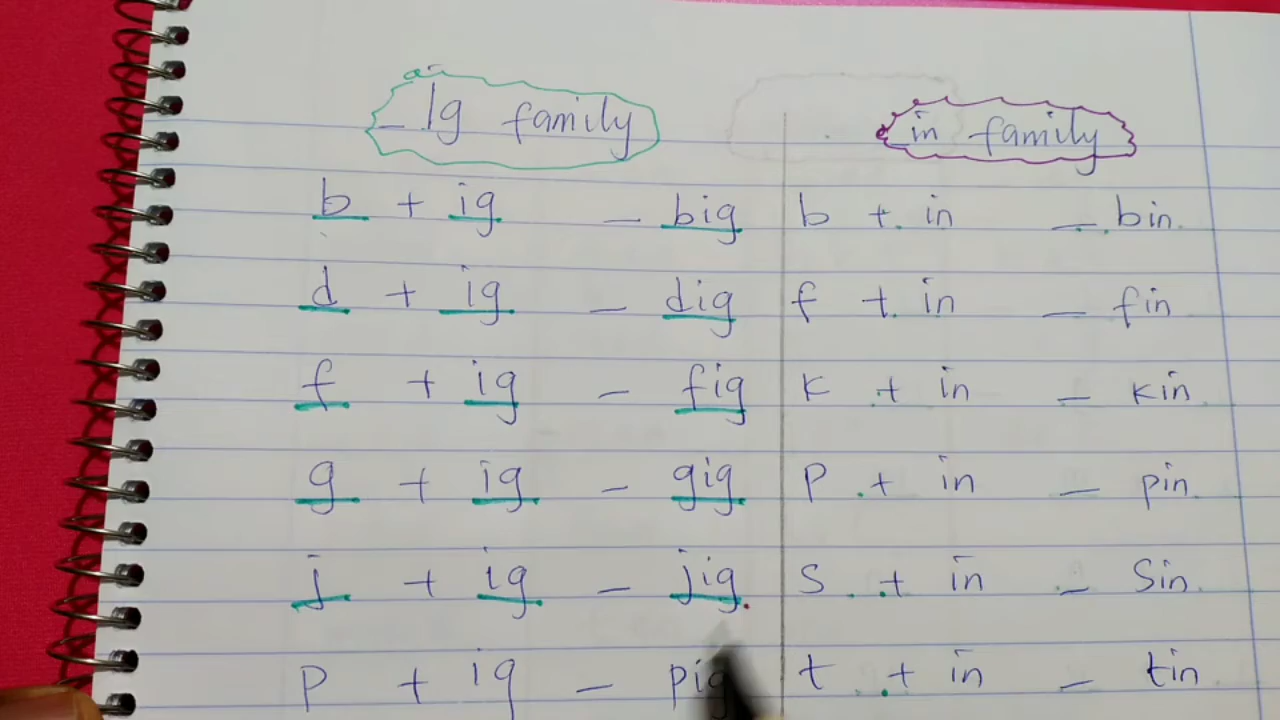 _ Ig family
in family
b + ig – big
d + ig – dig
f + ig – fig
g + ig – gig
j + ig – jig
p + ig – pig
b + in – bin
f + in – fin
k + in – kin
p + in – pin
s + in – Sin
t + in – tin